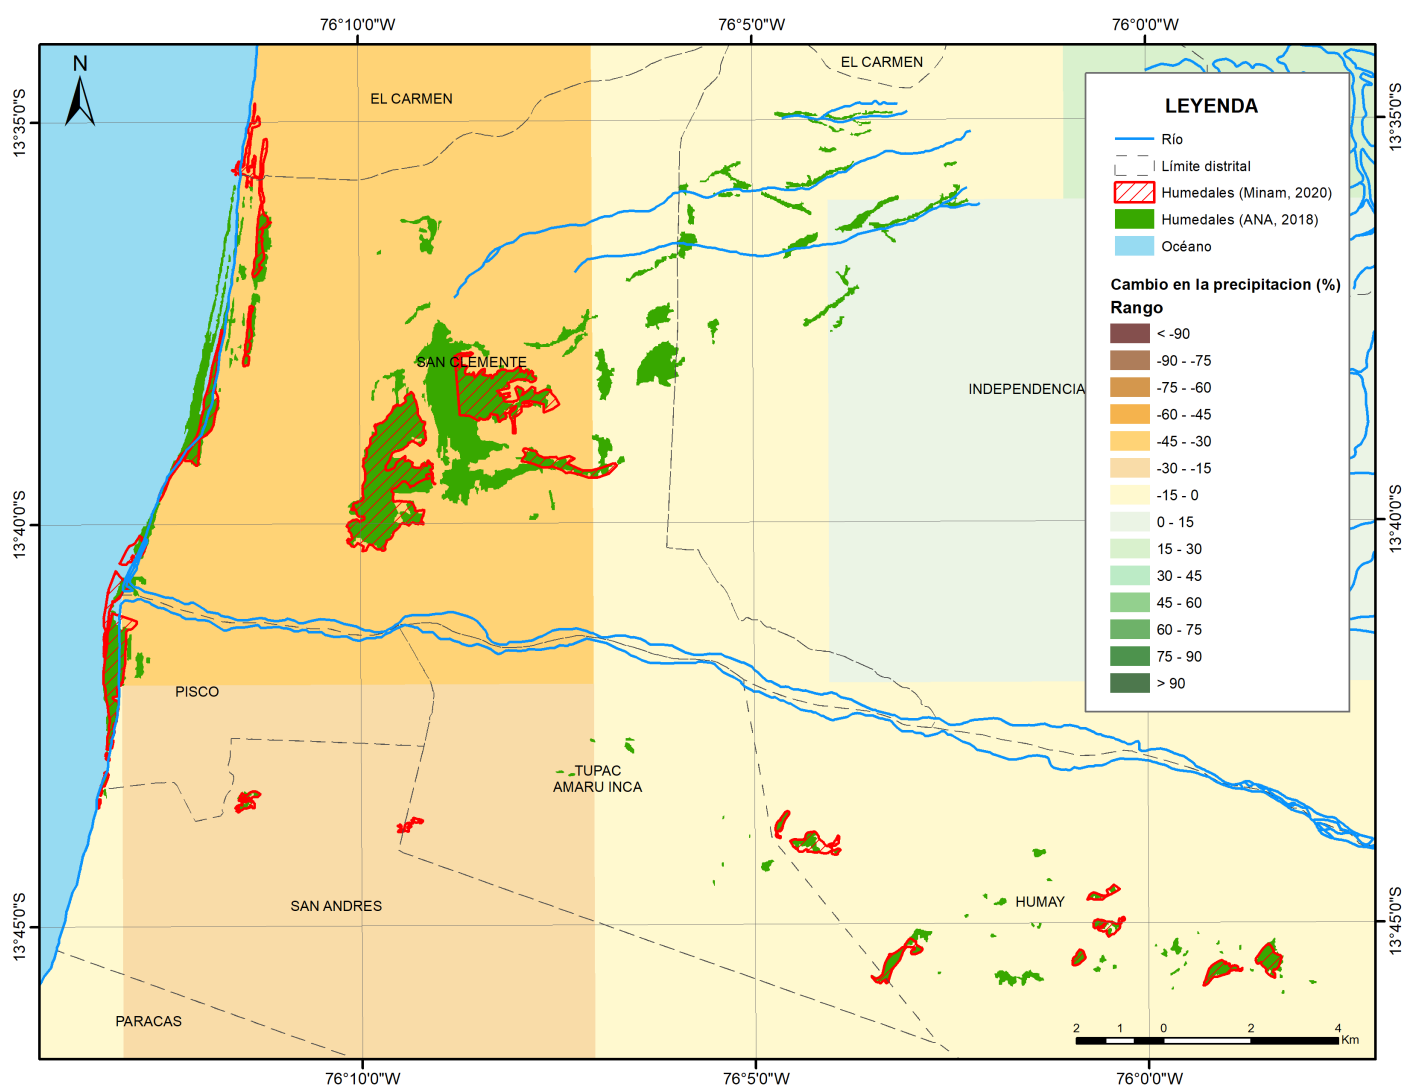 76°10'0"W
76°5'0"W
76°0'0"W
N
EL CARMEN
EL CARMEN
13°35'0"S
13°35'0"S
LEYENDA
Río
Límite distrital
Humedales (Minam, 2020)
Humedales (ANA, 2018)
Océano
Cambio en la precipitacion (%)
Rango
< -90
-90 - -75
-75 - -60
-60 - -45
-45 - -30
-30 - -15
-15 - 0
0 - 15
15 - 30
30 - 45
45 - 60
60 - 75
75 - 90
> 90
SAN CLEMENTE
INDEPENDENCIA
13°40'0"S
13°40'0"S
PISCO
TUPAC
AMARU INCA
SAN ANDRES
HUMAY
13°45'0"S
13°45'0"S
PARACAS
2 1 0 2 4
Km
76°10'0"W
76°5'0"W
76°0'0"W